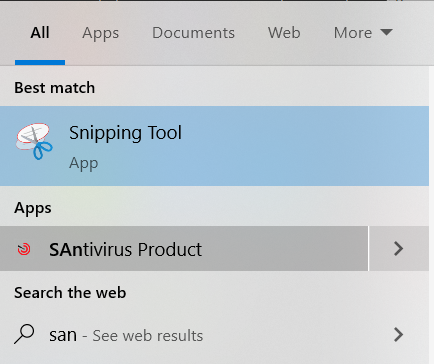 All Apps Documents Web More
Best match
Snipping Tool
App
Apps
SAntivirus Product
Search the web
san - See web results